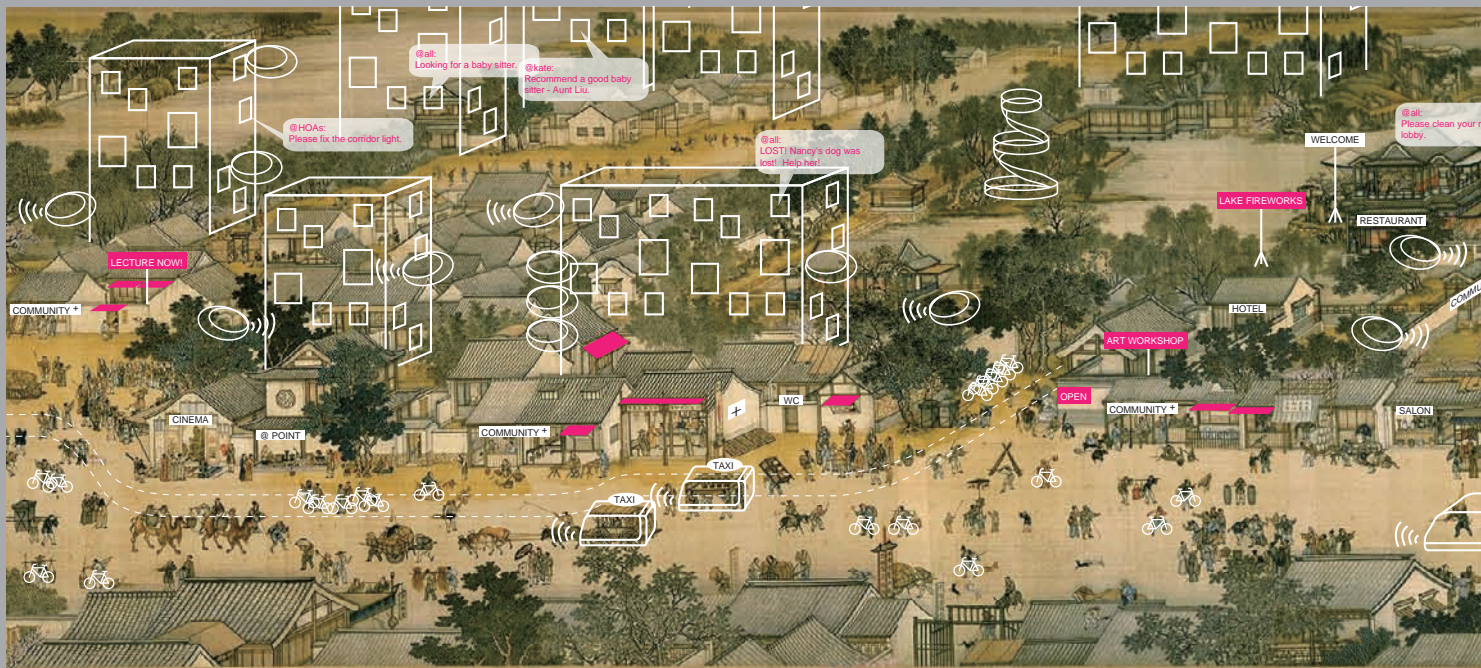 @all:
Looking for a baby sitter.
@kate:
Recommend a good baby
sitter - Aunt Liu.
@HOAs:
Please fix the corridor light.
@all:
LOST! Nancy's dog was
lost! Help her!
@all:
Please clean your
lobby.
WELCOME
LAKE FIREWORKS
RESTAURANT
LECTURE NOW!
COMMUNITY +
HOTEL
ART WORKSHOP
OPEN
COMMUNITY +
SALON
WC
CINEMA
@ POINT
COMMUNITY +
TAXI
TAXI